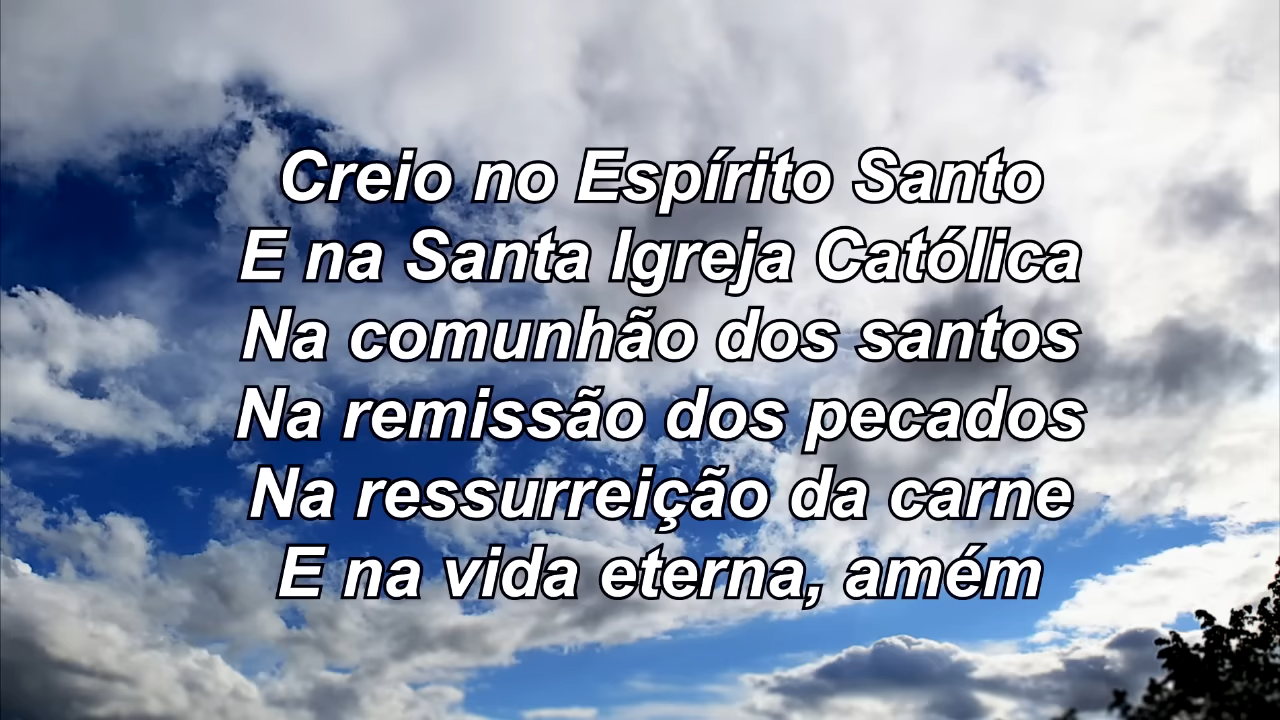 Creio no Espírito Santo
E na Santa Igreja Católica
Na comunhão dos santos
Na remissão dos pecados
Na ressurreição da carne
E na vida eterna, amém